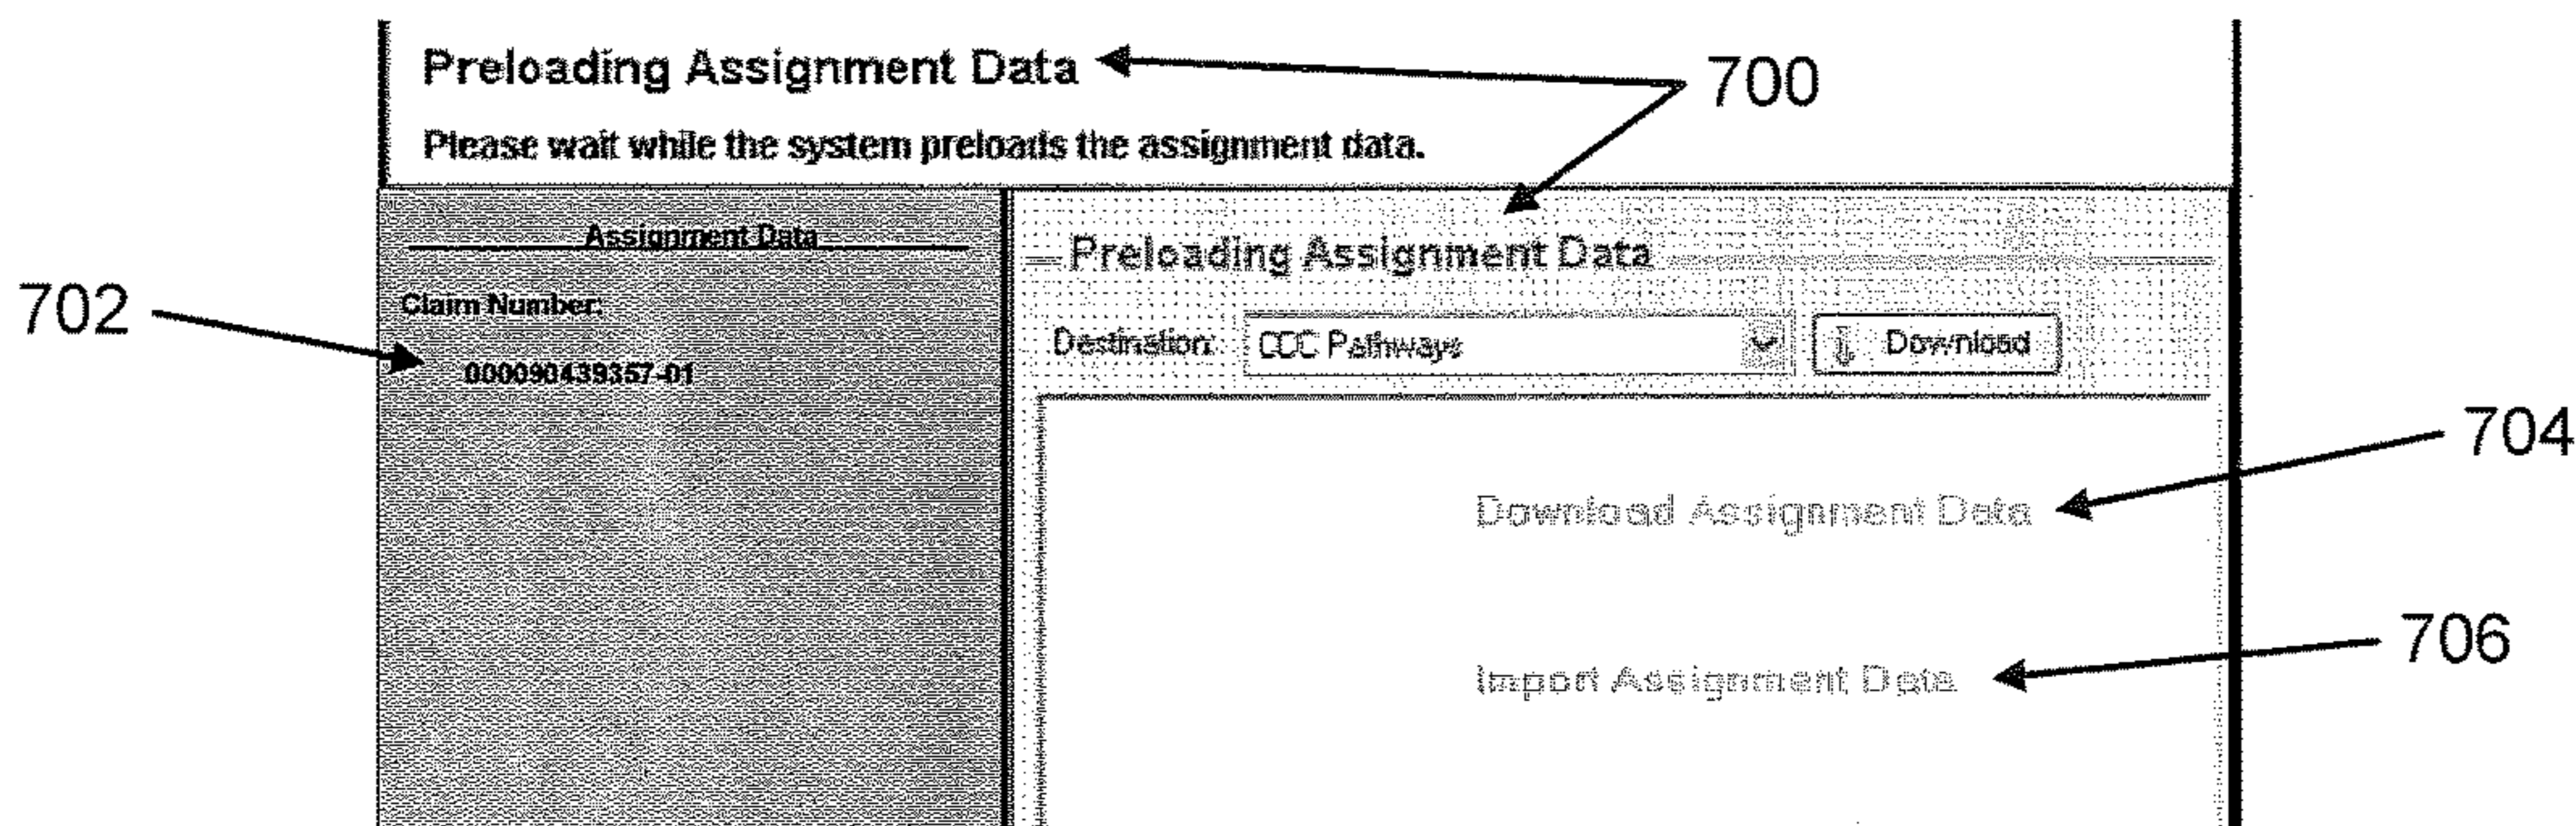 Preloading Assignment Data
700
Please wait while the system preloads the assignment data.
Assignment Data
702
Claim Number:
000090439357-01
Preloading Assignment Data
Destination: CCC Pathways Download
704
Download Assignment Data
706
Import Assignment Data